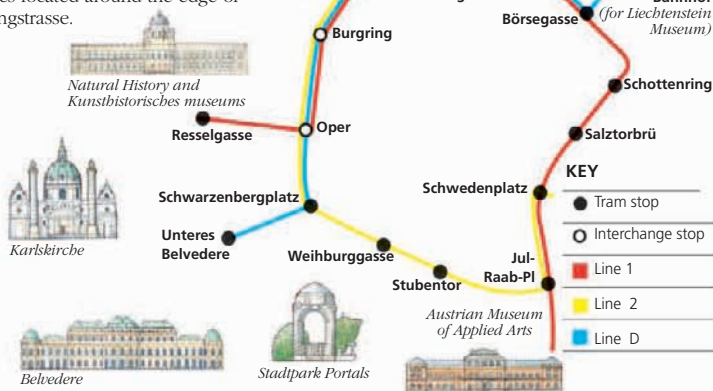 es located around the edge of
ngstrasse.
Burgring
Natural History and
Kunsthistorisches museums
Oper
Resselgasse
Karlskirche
Schwarzenbergplatz
Unteres
Belvedere
Weihburggasse
Stubentor
Belvedere
Stadtpark Portals
Börsegasse
(for Liechtenstein
Museum)
Schottenring
Salztorbrü
Schwedenplatz
Jul-
Raab-Pl
Austrian Museum
of Applied Arts
KEY
Tram stop
Interchange stop
Line 1
Line 2
Line D